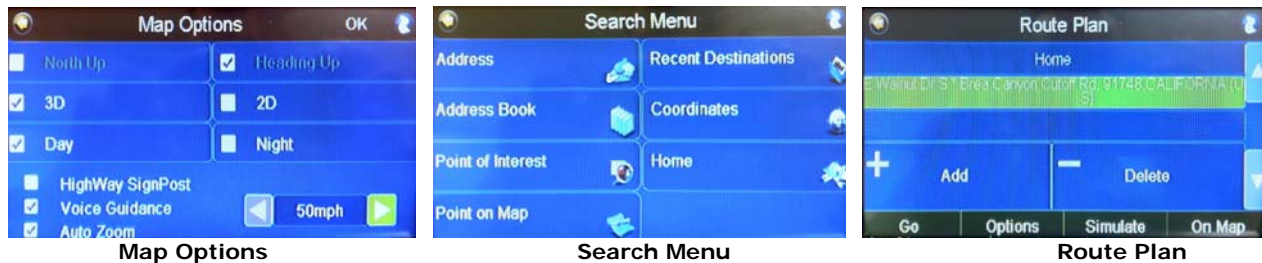 Map Options OK
North Up Heading Up
3D 2D
Day Night
HighWay SignPost
Voice Guidance 50mph
Auto Zoom
Map Options
Search Menu
Address Recent Destinations
Address Book Coordinates
Point of Interest Home
Point on Map
Search Menu
Route Plan
Home
E Walnut Dr S* Brea Canyon Cutoff Rd, 91748,CALIFORNIA (U
S)
+ Add − Delete
Go Options Simulate On Map
Route Plan